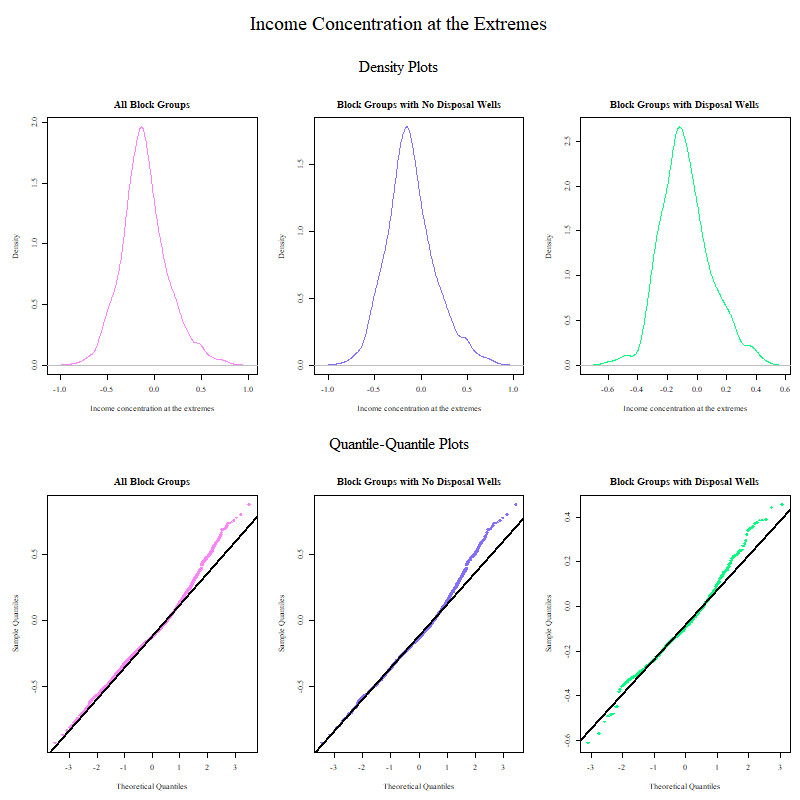 Income Concentration at the Extremes
Density Plots
All Block Groups
Block Groups with No Disposal Wells
Block Groups with Disposal Wells
Density
0.0 0.5 1.0 1.5 2.0
-1.0 -0.5 0.0 0.5 1.0
Income concentration at the extremes
Density
0.0 0.5 1.0 1.5
-1.0 -0.5 0.0 0.5 1.0
Income concentration at the extremes
Density
0.0 0.5 1.0 1.5 2.0 2.5
-0.6 -0.4 -0.2 0.0 0.2 0.4 0.6
Income concentration at the extremes
Quantile-Quantile Plots
All Block Groups
Block Groups with No Disposal Wells
Block Groups with Disposal Wells
Sample Quantiles
-0.5 0.0 0.5
-3 -2 -1 0 1 2 3
Theoretical Quantiles
Sample Quantiles
-0.5 0.0 0.5
-3 -2 -1 0 1 2 3
Theoretical Quantiles
Sample Quantiles
-0.6 -0.4 -0.2 0.0 0.2 0.4
-3 -2 -1 0 1 2 3
Theoretical Quantiles